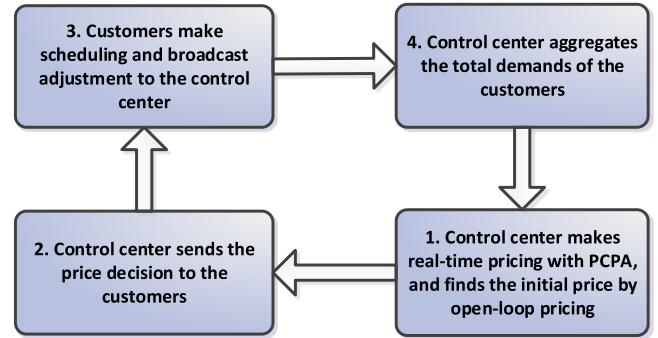 3. Customers make
scheduling and broadcast
adjustment to the control
center
4. Control center aggregates
the total demands of the
customers
2. Control center sends the
price decision to the
customers
1. Control center makes
real-time pricing with PCPA,
and finds the initial price by
open-loop pricing